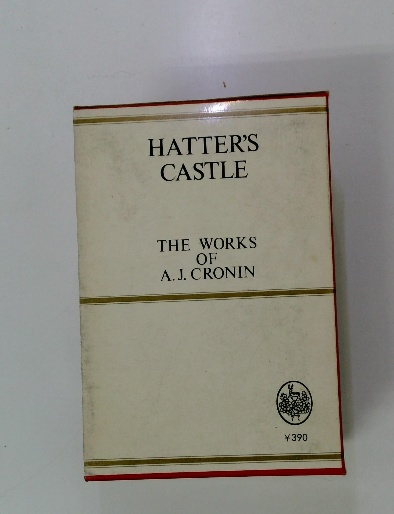 HATTER'S
CASTLE
THE WORKS
OF
A. J. CRONIN
¥390